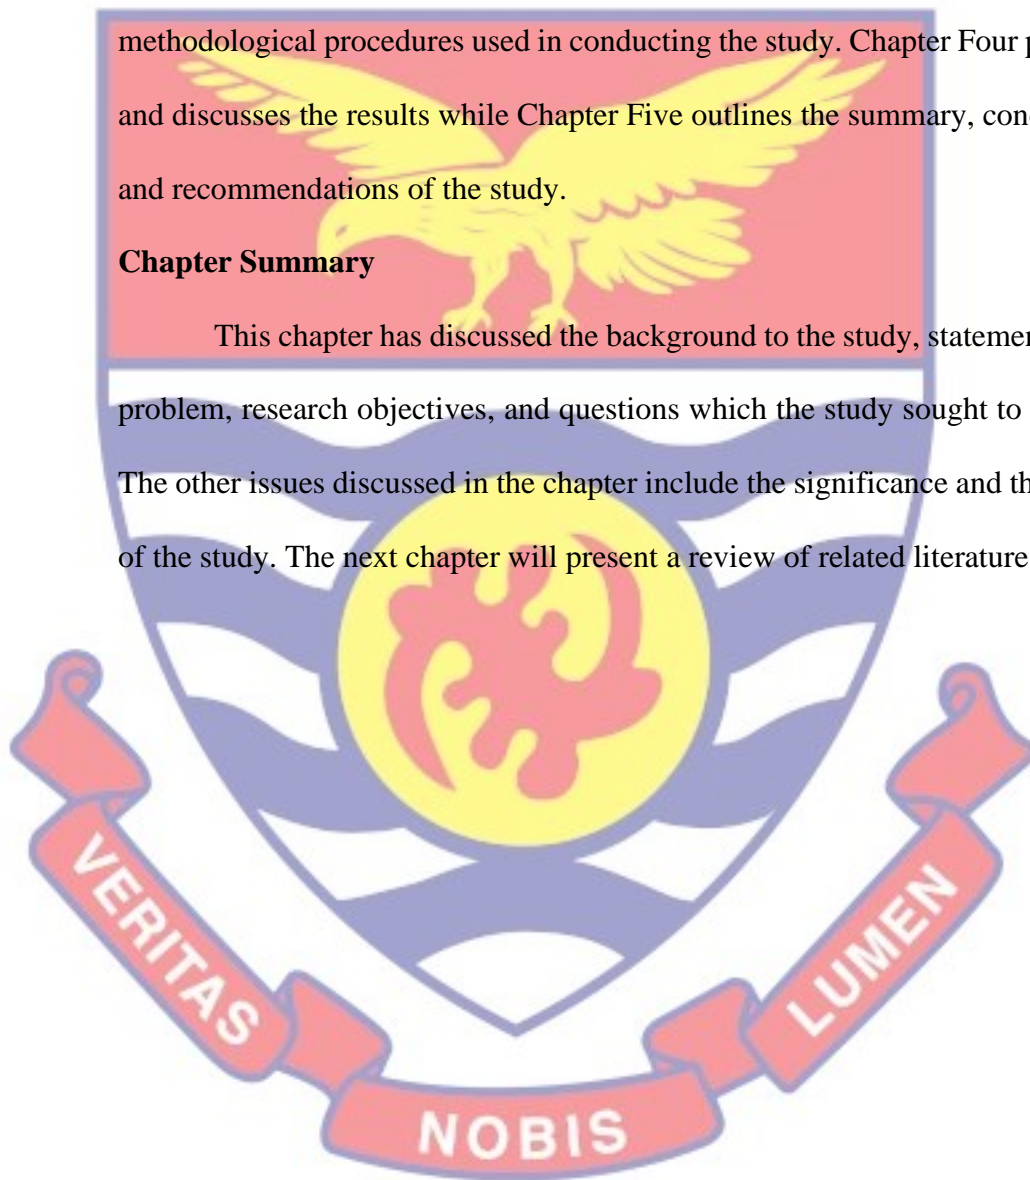 methodological procedures used in conducting the study. Chapter Four p
and discusses the results while Chapter Five outlines the summary, con
and recommendations of the study.
Chapter Summary
This chapter has discussed the background to the study, statemen
problem, research objectives, and questions which the study sought to
The other issues discussed in the chapter include the significance and th
of the study. The next chapter will present a review of related literature
VERITAS
NOBIS
LUMEN